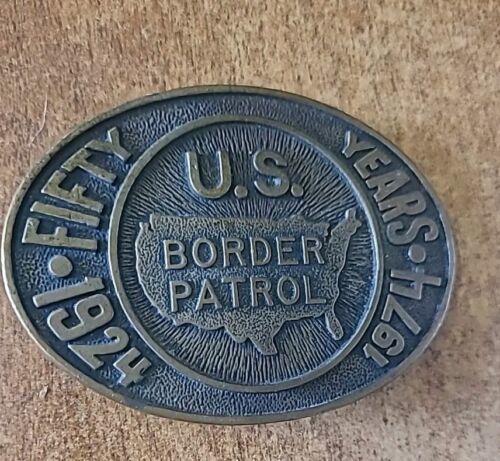 U.S.
BORDER
PATROL
FIFTY YEARS
1924 • 1974